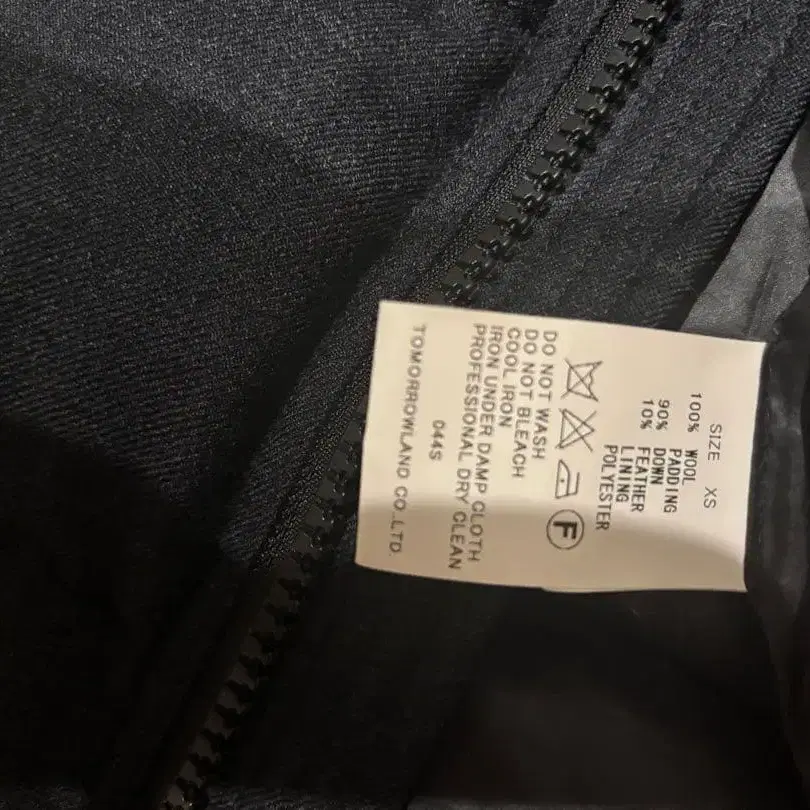 SIZE XS
100% WOOL
PADDING
90% DOWN
10% FEATHER
LINING
POLYESTER
F
DO NOT WASH
DO NOT BLEACH
COOL IRON
IRON UNDER DAMP CLOTH
PROFESSIONAL DRY CLEAN
044S
TOMORROWLAND CO.,LTD.